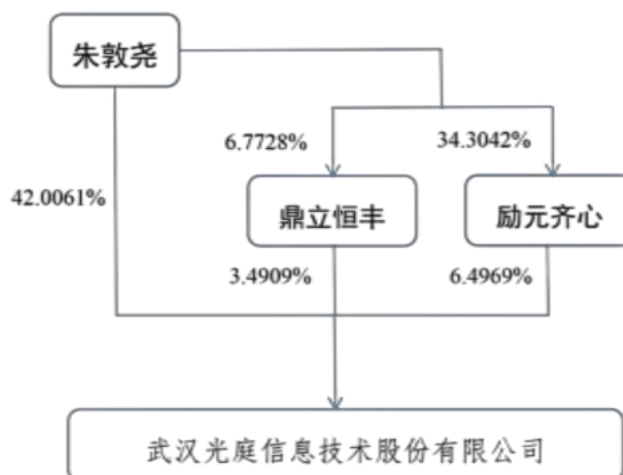 朱敦尧
6.7728%
34.3042%
42.0061%
鼎立恒丰
励元齐心
3.4909%
6.4969%
武汉光庭信息技术股份有限公司